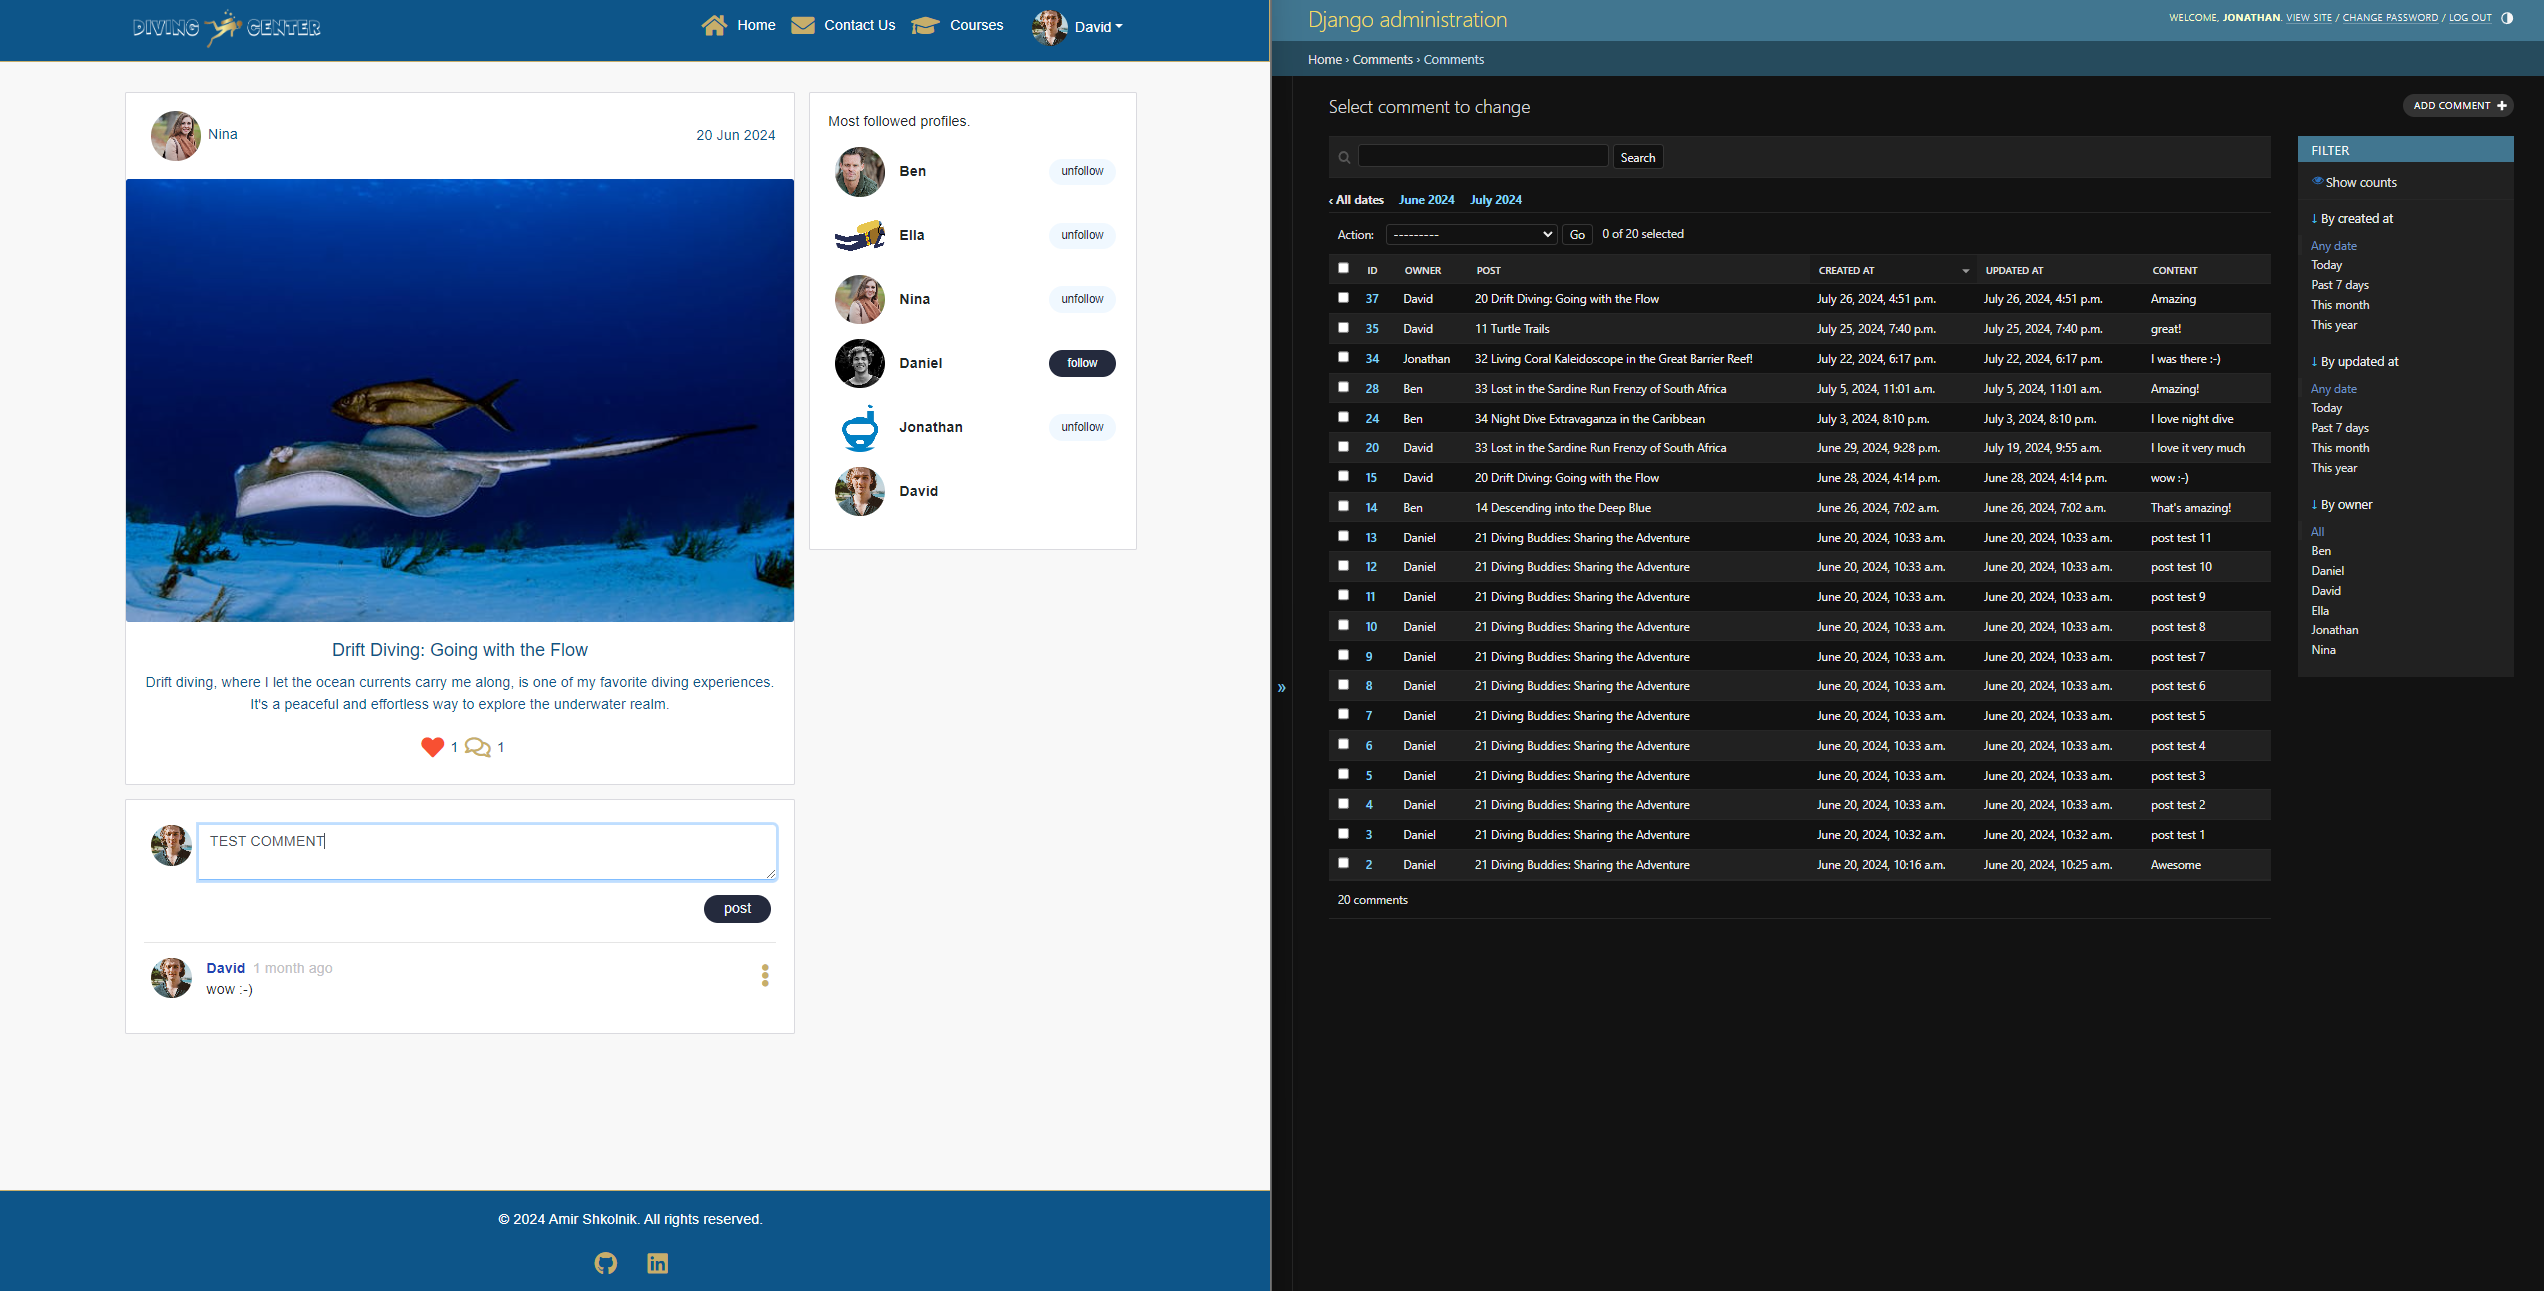 DIVING CENTER
Home
Contact Us
Courses
David
Nina
20 Jun 2024
Drift Diving: Going with the Flow
Drift diving, where I let the ocean currents carry me along, is one of my favorite diving experiences.
It's a peaceful and effortless way to explore the underwater realm.
1 1
TEST COMMENT
post
David 1 month ago
wow :-)
Most followed profiles.
Ben unfollow
Ella unfollow
Nina unfollow
Daniel follow
Jonathan unfollow
David
© 2024 Amir Shkolnik. All rights reserved.
Django administration
WELCOME, JONATHAN. VIEW SITE / CHANGE PASSWORD / LOG OUT
Home › Comments › Comments
Select comment to change
ADD COMMENT +
Search
‹ All dates June 2024 July 2024
Action: --------- Go 0 of 20 selected
ID OWNER POST CREATED AT UPDATED AT CONTENT
37 David 20 Drift Diving: Going with the Flow July 26, 2024, 4:51 p.m. July 26, 2024, 4:51 p.m. Amazing
35 David 11 Turtle Trails July 25, 2024, 7:40 p.m. July 25, 2024, 7:40 p.m. great!
34 Jonathan 32 Living Coral Kaleidoscope in the Great Barrier Reef! July 22, 2024, 6:17 p.m. July 22, 2024, 6:17 p.m. I was there :-)
28 Ben 33 Lost in the Sardine Run Frenzy of South Africa July 5, 2024, 11:01 a.m. July 5, 2024, 11:01 a.m. Amazing!
24 Ben 34 Night Dive Extravaganza in the Caribbean July 3, 2024, 8:10 p.m. July 3, 2024, 8:10 p.m. I love night dive
20 David 33 Lost in the Sardine Run Frenzy of South Africa June 29, 2024, 9:28 p.m. July 19, 2024, 9:55 a.m. I love it very much
15 David 20 Drift Diving: Going with the Flow June 28, 2024, 4:14 p.m. June 28, 2024, 4:14 p.m. wow :-)
14 Ben 14 Descending into the Deep Blue June 26, 2024, 7:02 a.m. June 26, 2024, 7:02 a.m. That's amazing!
13 Daniel 21 Diving Buddies: Sharing the Adventure June 20, 2024, 10:33 a.m. June 20, 2024, 10:33 a.m. post test 11
12 Daniel 21 Diving Buddies: Sharing the Adventure June 20, 2024, 10:33 a.m. June 20, 2024, 10:33 a.m. post test 10
11 Daniel 21 Diving Buddies: Sharing the Adventure June 20, 2024, 10:33 a.m. June 20, 2024, 10:33 a.m. post test 9
10 Daniel 21 Diving Buddies: Sharing the Adventure June 20, 2024, 10:33 a.m. June 20, 2024, 10:33 a.m. post test 8
9 Daniel 21 Diving Buddies: Sharing the Adventure June 20, 2024, 10:33 a.m. June 20, 2024, 10:33 a.m. post test 7
8 Daniel 21 Diving Buddies: Sharing the Adventure June 20, 2024, 10:33 a.m. June 20, 2024, 10:33 a.m. post test 6
7 Daniel 21 Diving Buddies: Sharing the Adventure June 20, 2024, 10:33 a.m. June 20, 2024, 10:33 a.m. post test 5
6 Daniel 21 Diving Buddies: Sharing the Adventure June 20, 2024, 10:33 a.m. June 20, 2024, 10:33 a.m. post test 4
5 Daniel 21 Diving Buddies: Sharing the Adventure June 20, 2024, 10:33 a.m. June 20, 2024, 10:33 a.m. post test 3
4 Daniel 21 Diving Buddies: Sharing the Adventure June 20, 2024, 10:33 a.m. June 20, 2024, 10:33 a.m. post test 2
3 Daniel 21 Diving Buddies: Sharing the Adventure June 20, 2024, 10:32 a.m. June 20, 2024, 10:32 a.m. post test 1
2 Daniel 21 Diving Buddies: Sharing the Adventure June 20, 2024, 10:16 a.m. June 20, 2024, 10:25 a.m. Awesome
20 comments
FILTER
Show counts
↓ By created at
Any date
Today
Past 7 days
This month
This year
↓ By updated at
Any date
Today
Past 7 days
This month
This year
↓ By owner
All
Ben
Daniel
David
Ella
Jonathan
Nina
»